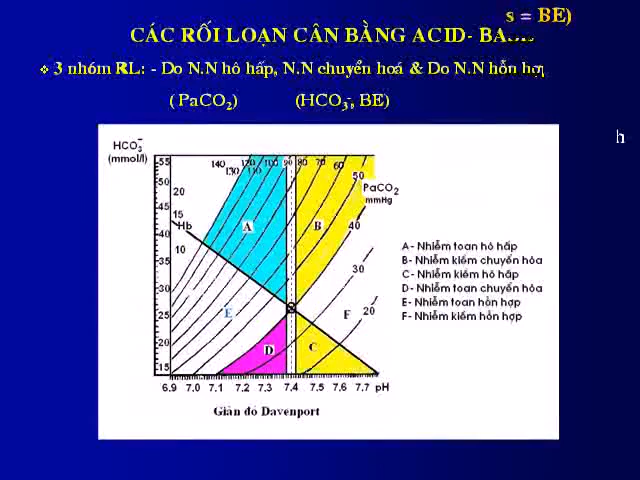 s = BE)
CÁC RỐI LOẠN CÂN BẰNG ACID- BASE
❖ 3 nhóm RL: - Do N.N hô hấp, N.N chuyển hoá & Do N.N hỗn hợp
( PaCO₂) (HCO₃⁻, BE)
h
HCO₃⁻
(mmol/l)
55 140 130 120 110 100 90 80 70 60 50
PaCO₂
mmHg
50
45
40
35
30
25
20
15
20
15
Hb
10
40
30
20
A
B
C
D
E
F
A- Nhiễm toan hô hấp
B- Nhiễm kiềm chuyển hóa
C- Nhiễm kiềm hô hấp
D- Nhiễm toan chuyển hóa
E- Nhiễm toan hỗn hợp
F- Nhiễm kiềm hỗn hợp
6.9 7.0 7.1 7.2 7.3 7.4 7.5 7.6 7.7 pH
Giản đồ Davenport